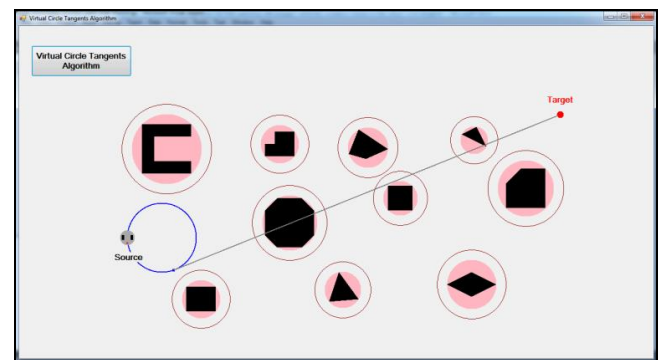 Virtual Circle Tangents Algorithm
Virtual Circle Tangents
Algorithm
Target
Source